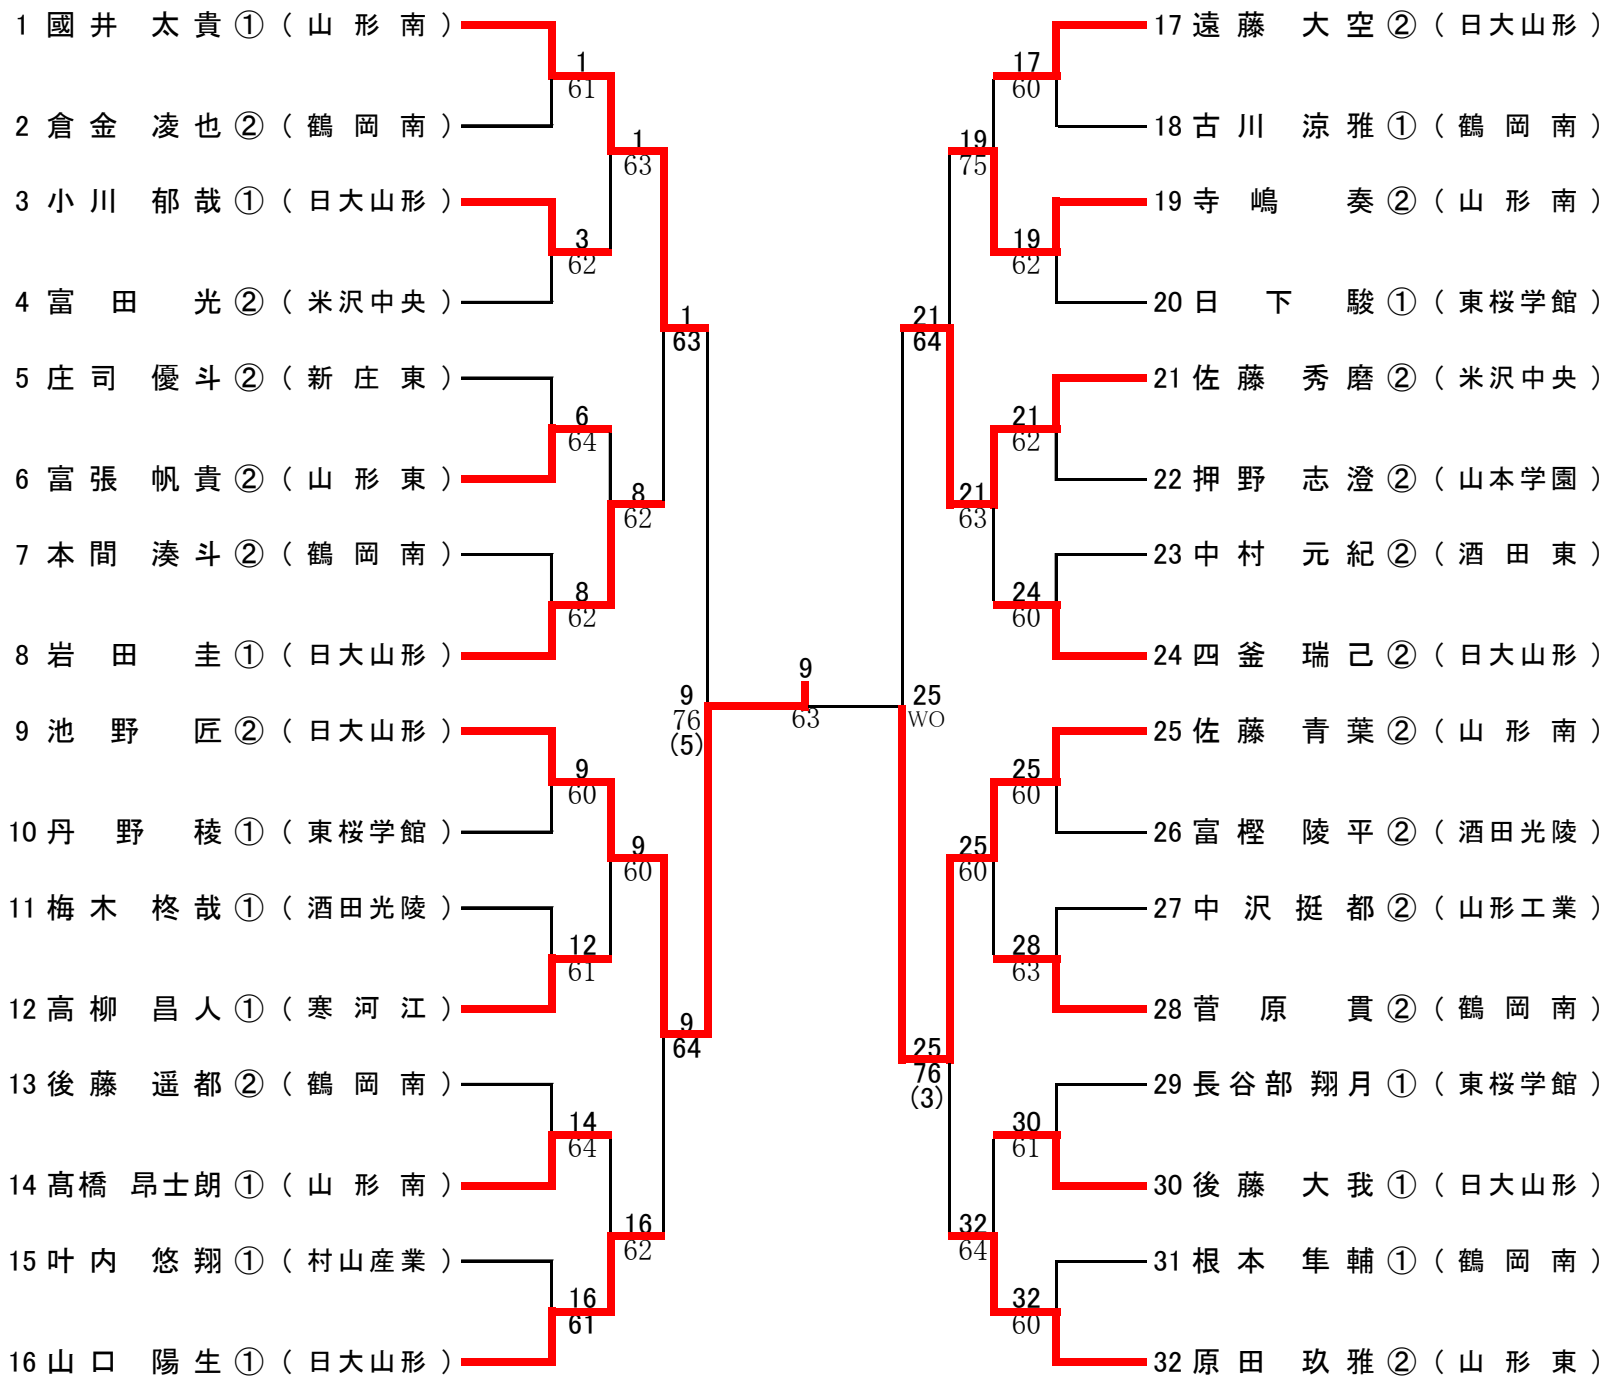 1 國井 太貴 ① (山形南)
1
61
2 倉金 凌也 ② (鶴岡南)
1
63
3 小川 郁哉 ① (日大山形)
3
62
4 富田 光 ② (米沢中央)
1
63
5 庄司 優斗 ② (新庄東)
6
64
6 富張 帆貴 ② (山形東)
8
62
7 本間 湊斗 ② (鶴岡南)
8
62
8 岩田 圭 ① (日大山形)
9
76
(5)
9 池野 匠 ② (日大山形)
9
60
10 丹野 稜 ① (東桜学館)
9
60
11 梅木 柊哉 ① (酒田光陵)
12
61
12 高柳 昌人 ① (寒河江)
9
64
13 後藤 遥都 ② (鶴岡南)
14
64
14 髙橋 昂士朗 ① (山形南)
16
62
15 叶内 悠翔 ① (村山産業)
16
61
16 山口 陽生 ① (日大山形)
9
63
17 遠藤 大空 ② (日大山形)
17
60
18 古川 涼雅 ① (鶴岡南)
19
75
19 寺嶋 奏 ② (山形南)
19
62
20 日下 駿 ① (東桜学館)
21
64
21 佐藤 秀磨 ② (米沢中央)
21
62
22 押野 志澄 ② (山本学園)
21
63
23 中村 元紀 ② (酒田東)
24
60
24 四釜 瑞己 ② (日大山形)
25
WO
25 佐藤 青葉 ② (山形南)
25
60
26 富樫 陵平 ② (酒田光陵)
25
60
27 中沢 挺都 ② (山形工業)
28
63
28 菅原 貫 ② (鶴岡南)
25
76
(3)
29 長谷部 翔月 ① (東桜学館)
30
61
30 後藤 大我 ① (日大山形)
32
64
31 根本 隼輔 ① (鶴岡南)
32
60
32 原田 玖雅 ② (山形東)